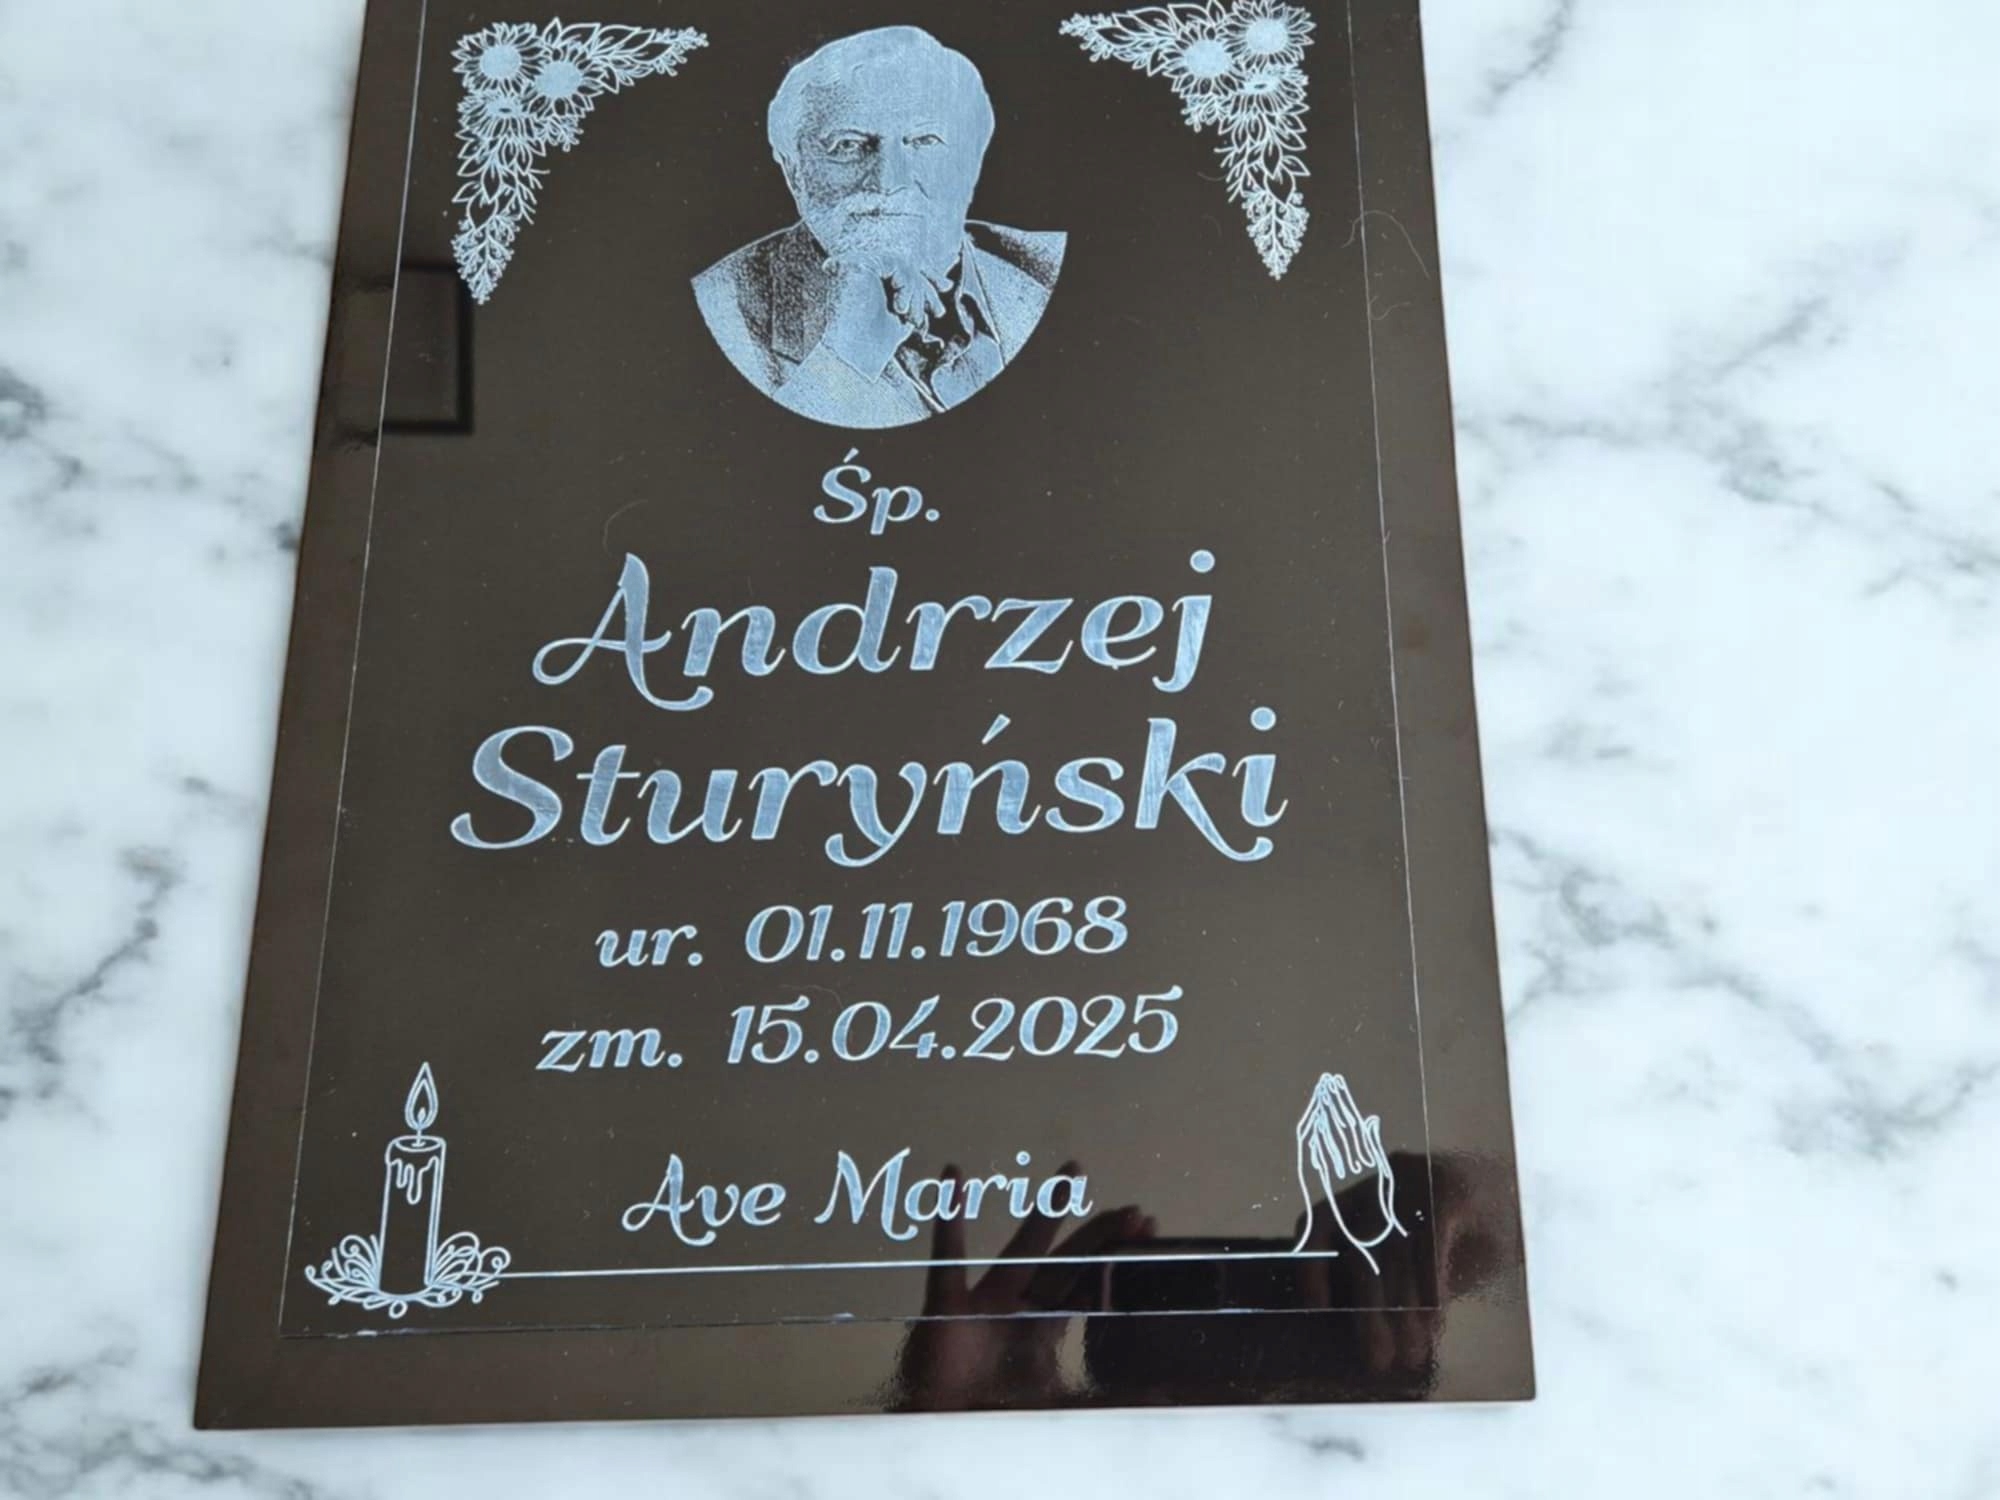 Śp.
Andrzej
Sturyński
ur. 01.11.1968
zm. 15.04.2025
Ave Maria